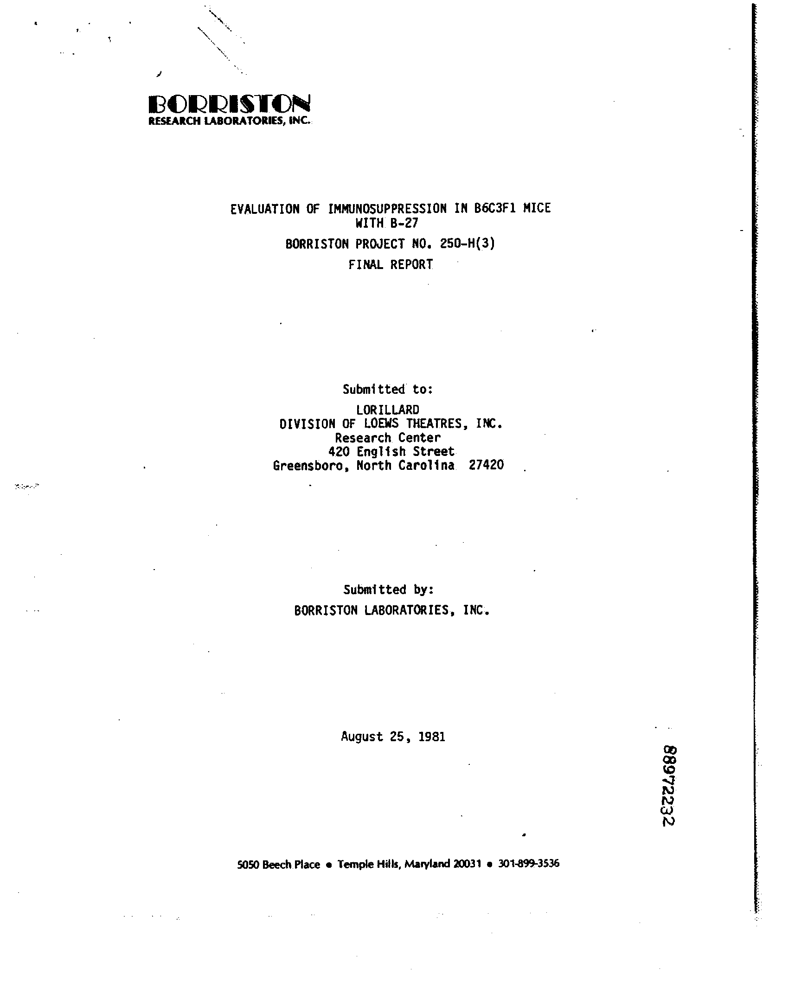 BORRISTON
RESEARCH LABORATORIES, INC.
EVALUATION OF IMMUNOSUPPRESSION IN B6C3F1 MICE
WITH B-27
BORRISTON PROJECT NO. 250-H(3)
FINAL REPORT
Submitted to:
LORILLARD
DIVISION OF LOEWS THEATRES, INC.
Research Center
420 English Street
Greensboro, North Carolina 27420
Submitted by:
BORRISTON LABORATORIES, INC.
August 25, 1981
88972232
5050 Beech Place • Temple Hills, Maryland 20031 • 301-899-3536